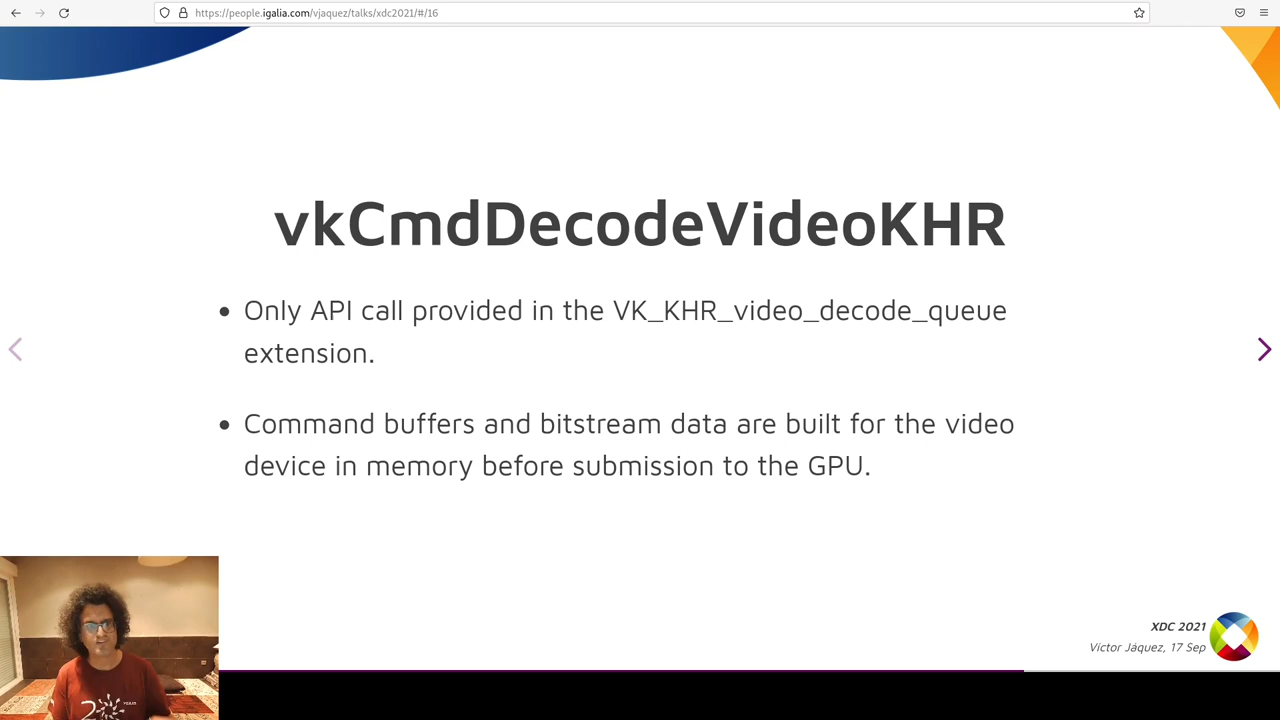 https://people.igalia.com/vjaquez/talks/xdc2021/#/16
vkCmdDecodeVideoKHR
• Only API call provided in the VK_KHR_video_decode_queue
extension.
• Command buffers and bitstream data are built for the video
device in memory before submission to the GPU.
XDC 2021
Víctor Jáquez, 17 Sep
20 YEARS